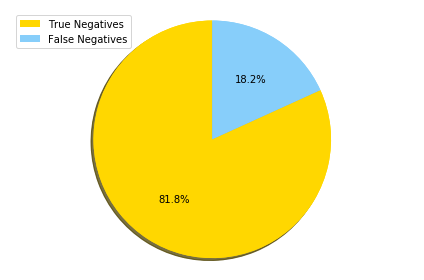 True Negatives
False Negatives
18.2%
81.8%